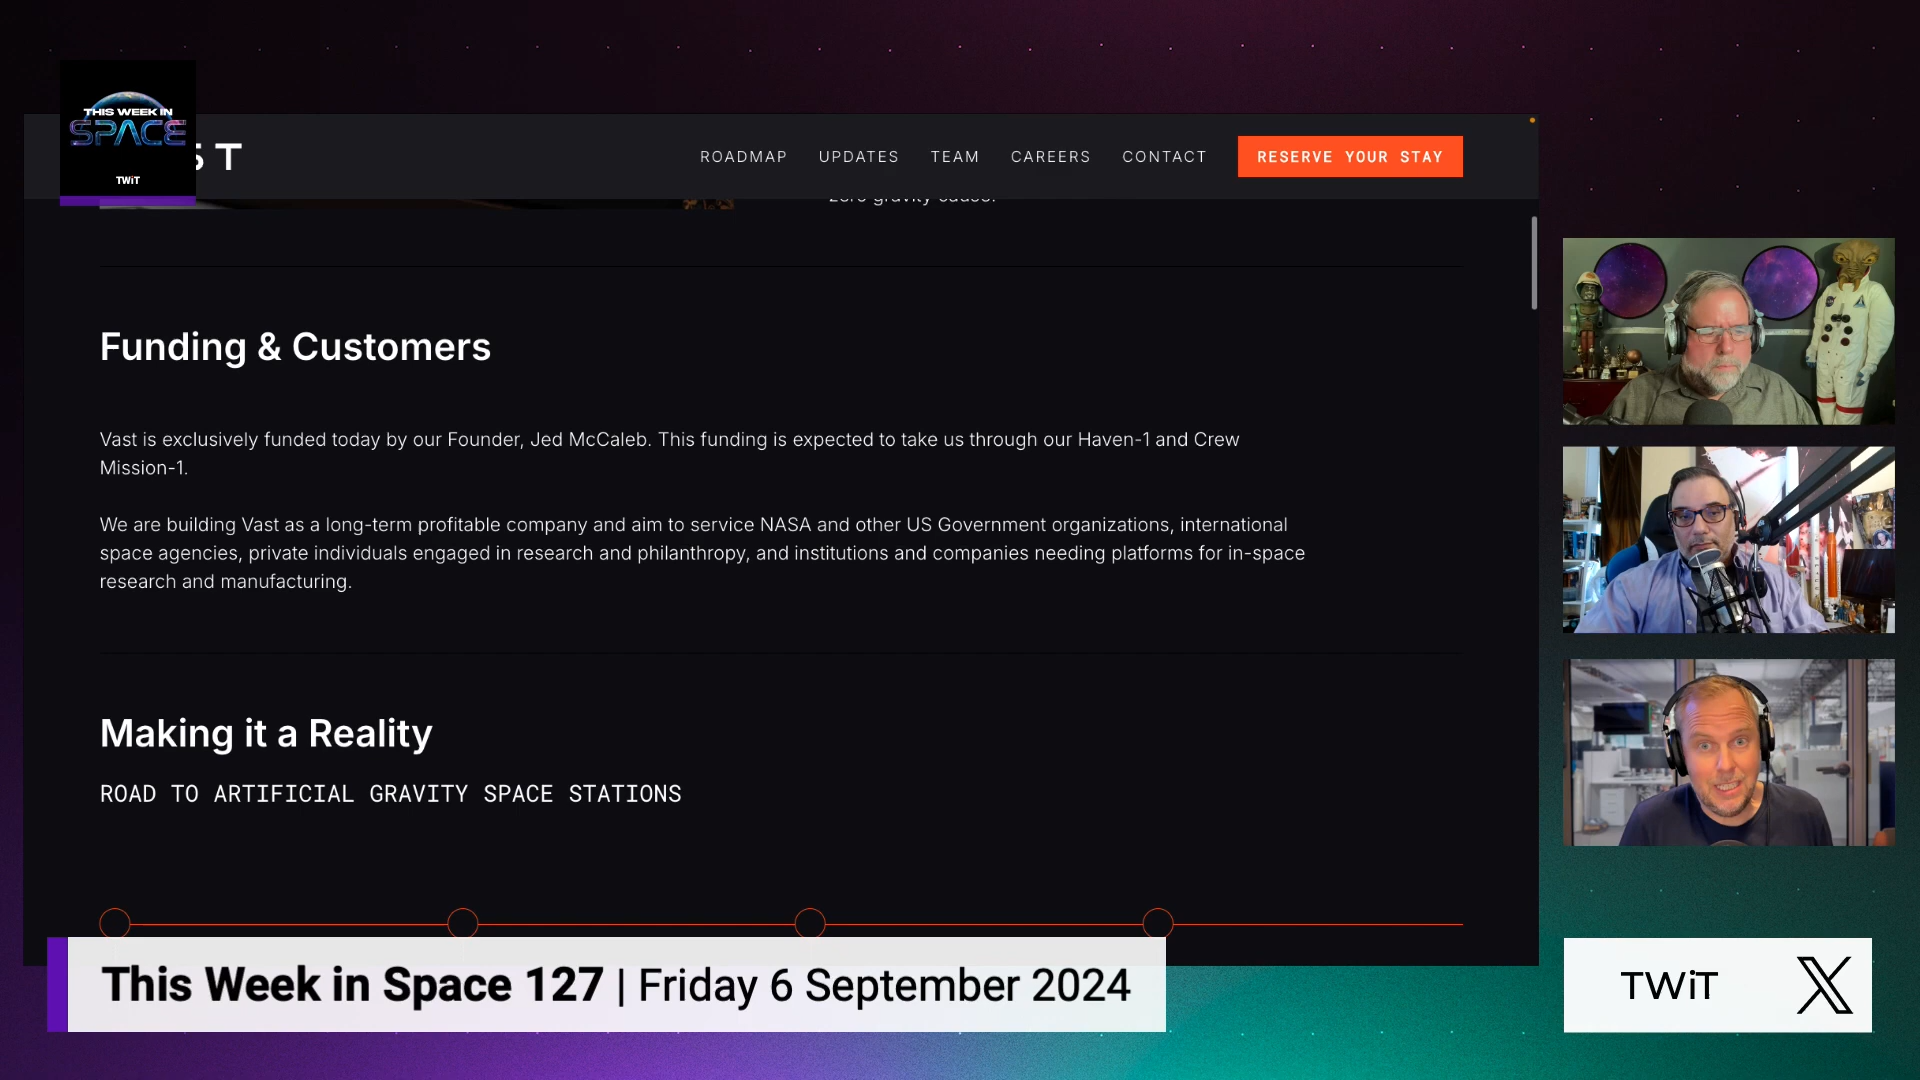 THIS WEEK IN
SPACE
TWiT
ST
ROADMAP UPDATES TEAM CAREERS CONTACT RESERVE YOUR STAY
zero gravity cause.
Funding & Customers
Vast is exclusively funded today by our Founder, Jed McCaleb. This funding is expected to take us through our Haven-1 and Crew
Mission-1.
We are building Vast as a long-term profitable company and aim to service NASA and other US Government organizations, international
space agencies, private individuals engaged in research and philanthropy, and institutions and companies needing platforms for in-space
research and manufacturing.
Making it a Reality
ROAD TO ARTIFICIAL GRAVITY SPACE STATIONS
This Week in Space 127 | Friday 6 September 2024
TWiT X